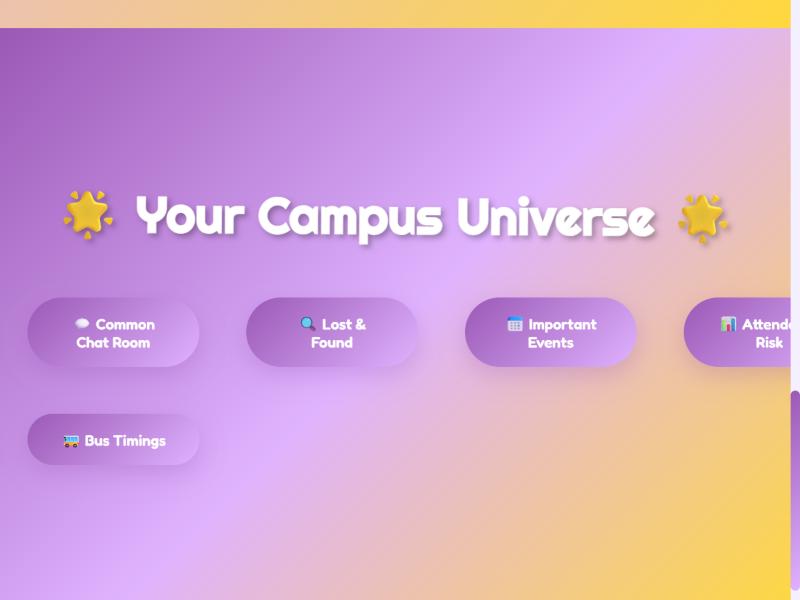 Your Campus Universe
Common
Chat Room
Lost &
Found
Important
Events
Risk
Bus Timings